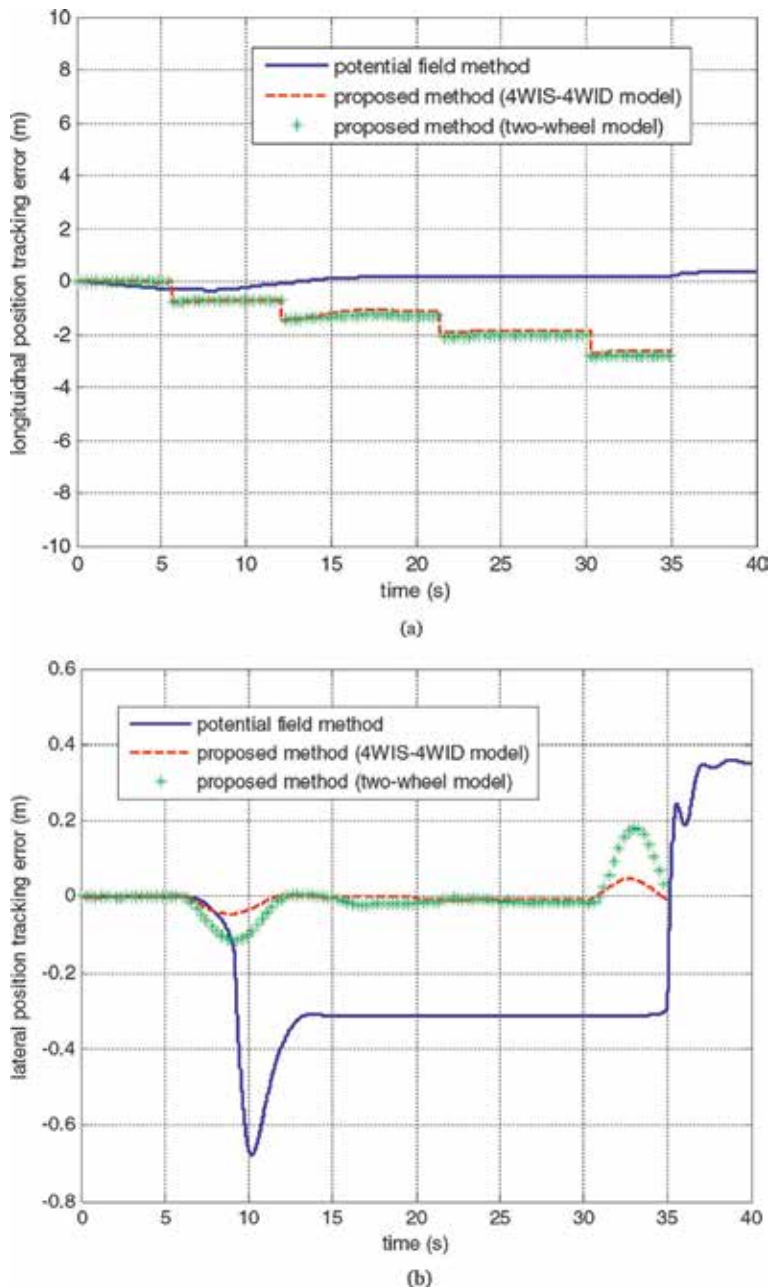 10
8
6
4
2
0
-2
-4
-6
-8
-10
longituidnal position tracking error (m)
potential field method
proposed method (4WIS-4WID model)
proposed method (two-wheel model)
0 5 10 15 20 25 30 35 40
time (s)
(a)
0.6
0.4
0.2
0
-0.2
-0.4
-0.6
-0.8
lateral position tracking error (m)
potential field method
proposed method (4WIS-4WID model)
proposed method (two-wheel model)
0 5 10 15 20 25 30 35 40
time (s)
(b)